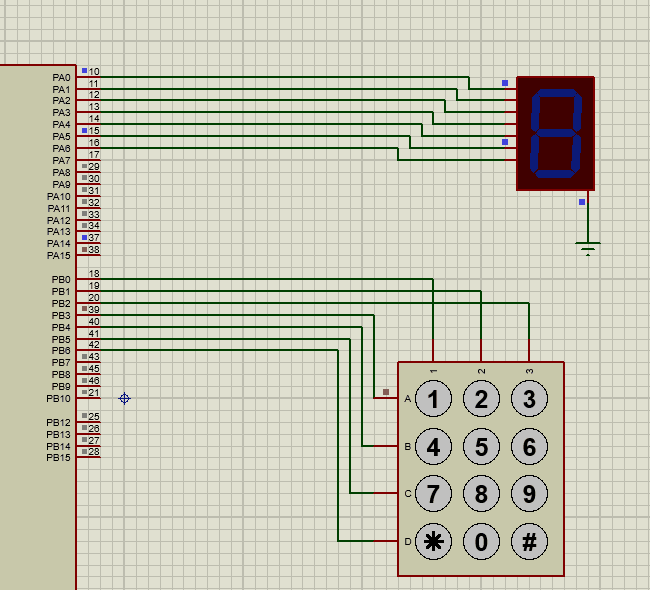 PA0 10
PA1 11
PA2 12
PA3 13
PA4 14
PA5 15
PA6 16
PA7 17
PA8 29
PA9 30
PA10 31
PA11 32
PA12 33
PA13 34
PA14 37
PA15 38
PB0 18
PB1 19
PB2 20
PB3 39
PB4 40
PB5 41
PB6 42
PB7 43
PB8 45
PB9 46
PB10 21
PB12 25
PB13 26
PB14 27
PB15 28
1 2 3
A 1 2 3
B 4 5 6
C 7 8 9
D * 0 #